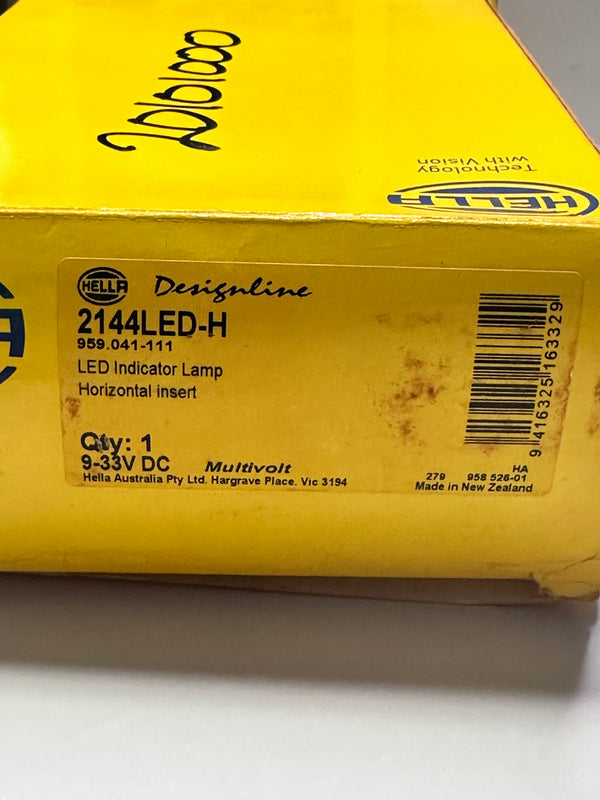 20101000
Technology
with Vision
HELLA
HELLA Designline
2144LED-H
959.041-111
LED Indicator Lamp
Horizontal insert
Qty: 1
9-33V DC Multivolt
Hella Australia Pty Ltd. Hargrave Place. Vic 3194
9 416325 163329
HA
279 958 526-01
Made in New Zealand